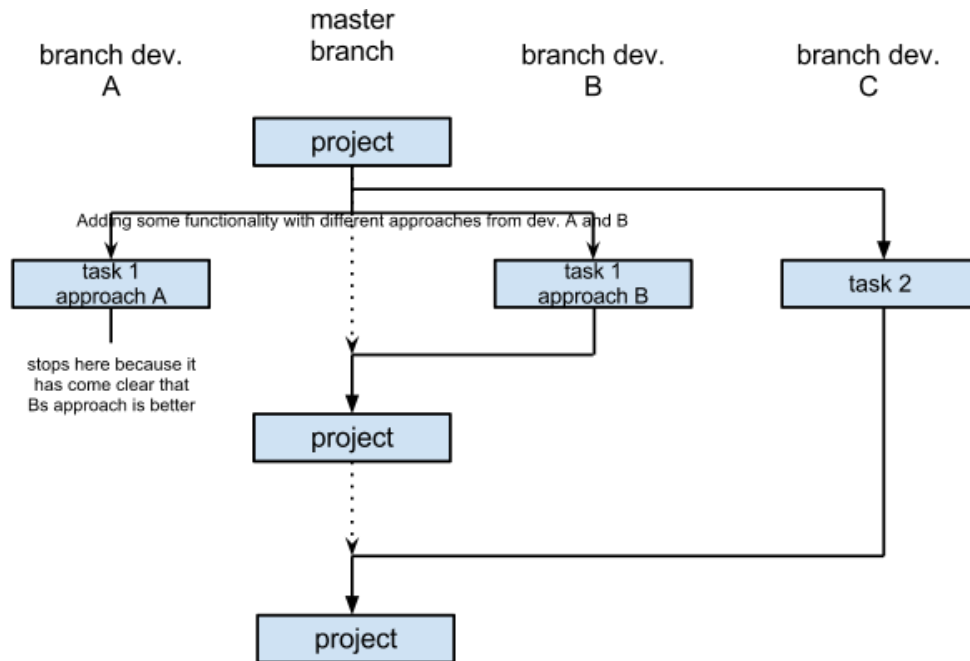 master
branch
branch dev.
A
branch dev.
B
branch dev.
C
project
Adding some functionality with different approaches from dev. A and B
task 1
approach A
task 1
approach B
task 2
stops here because it
has come clear that
Bs approach is better
project
project